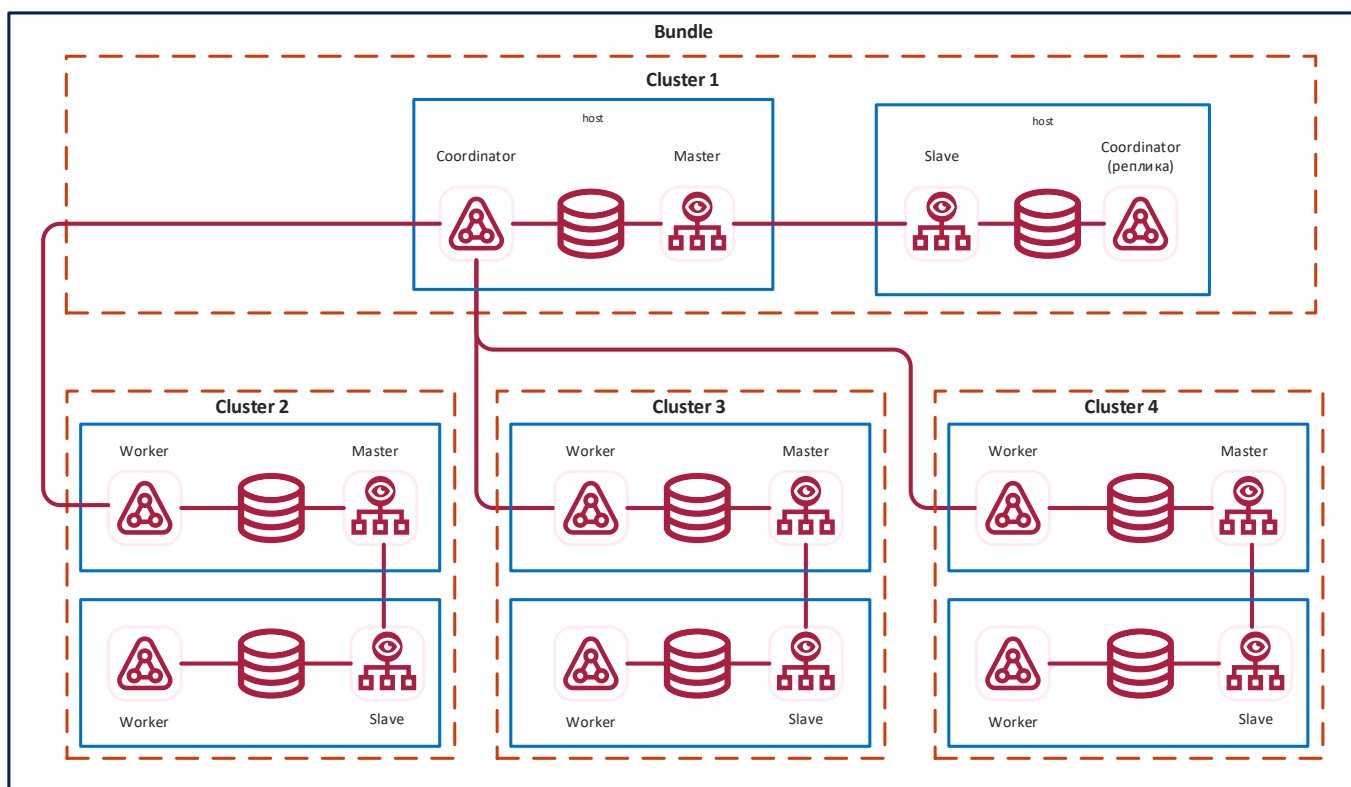 Bundle
Cluster 1
host
host
Coordinator
Master
Slave
Coordinator
(реплика)
Cluster 2
Cluster 3
Cluster 4
Worker
Master
Worker
Master
Worker
Master
Worker
Slave
Worker
Slave
Worker
Slave